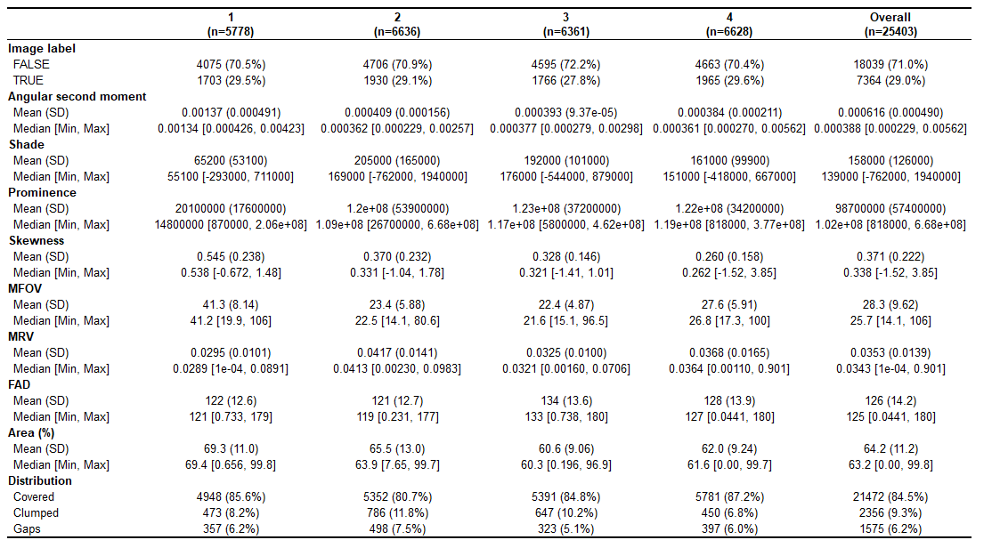 1 2 3 4 Overall
(n=5778) (n=6636) (n=6361) (n=6628) (n=25403)
Image label
FALSE 4075 (70.5%) 4706 (70.9%) 4595 (72.2%) 4663 (70.4%) 18039 (71.0%)
TRUE 1703 (29.5%) 1930 (29.1%) 1766 (27.8%) 1965 (29.6%) 7364 (29.0%)
Angular second moment
Mean (SD) 0.00137 (0.000491) 0.000409 (0.000156) 0.000393 (9.37e-05) 0.000384 (0.000211) 0.000616 (0.000490)
Median [Min, Max] 0.00134 [0.000426, 0.00423] 0.000362 [0.000229, 0.00257] 0.000377 [0.000279, 0.00298] 0.000361 [0.000270, 0.00562] 0.000388 [0.000229, 0.00562]
Shade
Mean (SD) 65200 (53100) 205000 (165000) 192000 (101000) 161000 (99900) 158000 (126000)
Median [Min, Max] 55100 [-293000, 711000] 169000 [-762000, 1940000] 176000 [-544000, 879000] 151000 [-418000, 667000] 139000 [-762000, 1940000]
Prominence
Mean (SD) 20100000 (17600000) 1.2e+08 (53900000) 1.23e+08 (37200000) 1.22e+08 (34200000) 98700000 (57400000)
Median [Min, Max] 14800000 [870000, 2.06e+08] 1.09e+08 [26700000, 6.68e+08] 1.17e+08 [5800000, 4.62e+08] 1.19e+08 [818000, 3.77e+08] 1.02e+08 [818000, 6.68e+08]
Skewness
Mean (SD) 0.545 (0.238) 0.370 (0.232) 0.328 (0.146) 0.260 (0.158) 0.371 (0.222)
Median [Min, Max] 0.538 [-0.672, 1.48] 0.331 [-1.04, 1.78] 0.321 [-1.41, 1.01] 0.262 [-1.52, 3.85] 0.338 [-1.52, 3.85]
MFOV
Mean (SD) 41.3 (8.14) 23.4 (5.88) 22.4 (4.87) 27.6 (5.91) 28.3 (9.62)
Median [Min, Max] 41.2 [19.9, 106] 22.5 [14.1, 80.6] 21.6 [15.1, 96.5] 26.8 [17.3, 100] 25.7 [14.1, 106]
MRV
Mean (SD) 0.0295 (0.0101) 0.0417 (0.0141) 0.0325 (0.0100) 0.0368 (0.0165) 0.0353 (0.0139)
Median [Min, Max] 0.0289 [1e-04, 0.0891] 0.0413 [0.00230, 0.0983] 0.0321 [0.00160, 0.0706] 0.0364 [0.00110, 0.901] 0.0343 [1e-04, 0.901]
FAD
Mean (SD) 122 (12.6) 121 (12.7) 134 (13.6) 128 (13.9) 126 (14.2)
Median [Min, Max] 121 [0.733, 179] 119 [0.231, 177] 133 [0.738, 180] 127 [0.0441, 180] 125 [0.0441, 180]
Area (%)
Mean (SD) 69.3 (11.0) 65.5 (13.0) 60.6 (9.06) 62.0 (9.24) 64.2 (11.2)
Median [Min, Max] 69.4 [0.656, 99.8] 63.9 [7.65, 99.7] 60.3 [0.196, 96.9] 61.6 [0.00, 99.7] 63.2 [0.00, 99.8]
Distribution
Covered 4948 (85.6%) 5352 (80.7%) 5391 (84.8%) 5781 (87.2%) 21472 (84.5%)
Clumped 473 (8.2%) 786 (11.8%) 647 (10.2%) 450 (6.8%) 2356 (9.3%)
Gaps 357 (6.2%) 498 (7.5%) 323 (5.1%) 397 (6.0%) 1575 (6.2%)